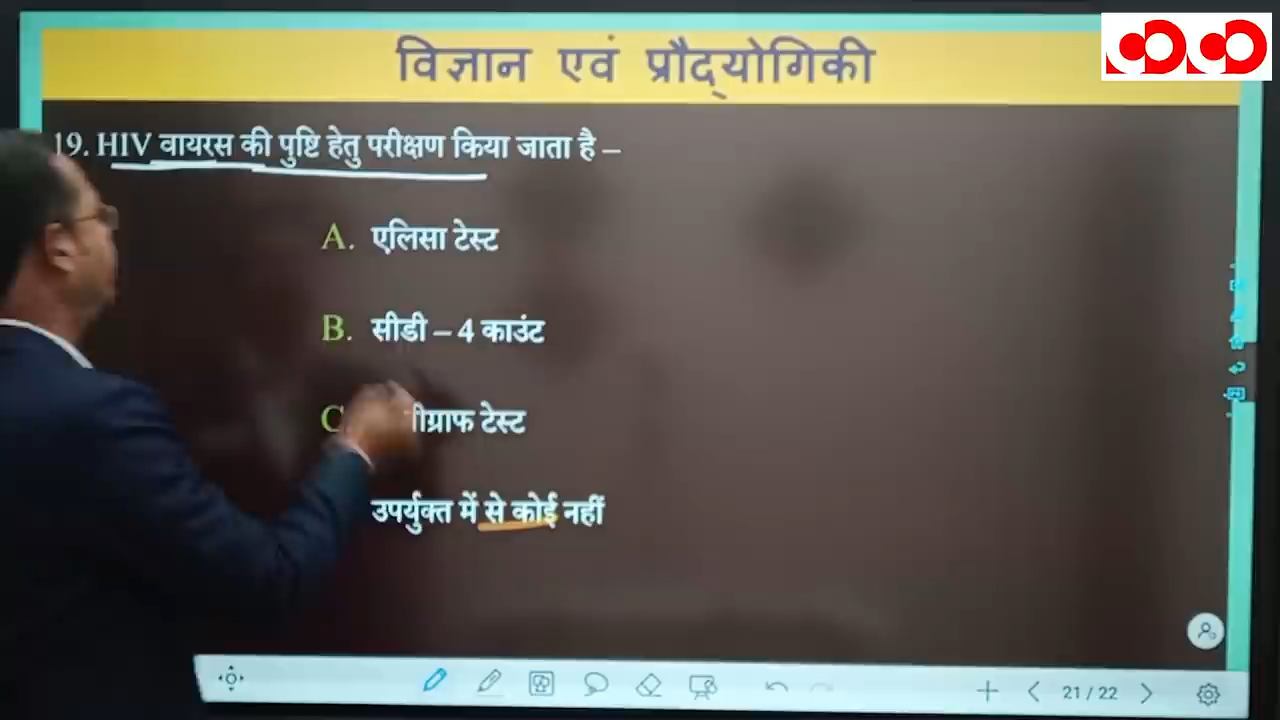 विज्ञान एवं प्रौद्योगिकी
19. HIV वायरस की पुष्टि हेतु परीक्षण किया जाता है –
A. एलिसा टेस्ट
B. सीडी – 4 काउंट
C टेस्ट
उपर्युक्त में से कोई नहीं
21 / 22